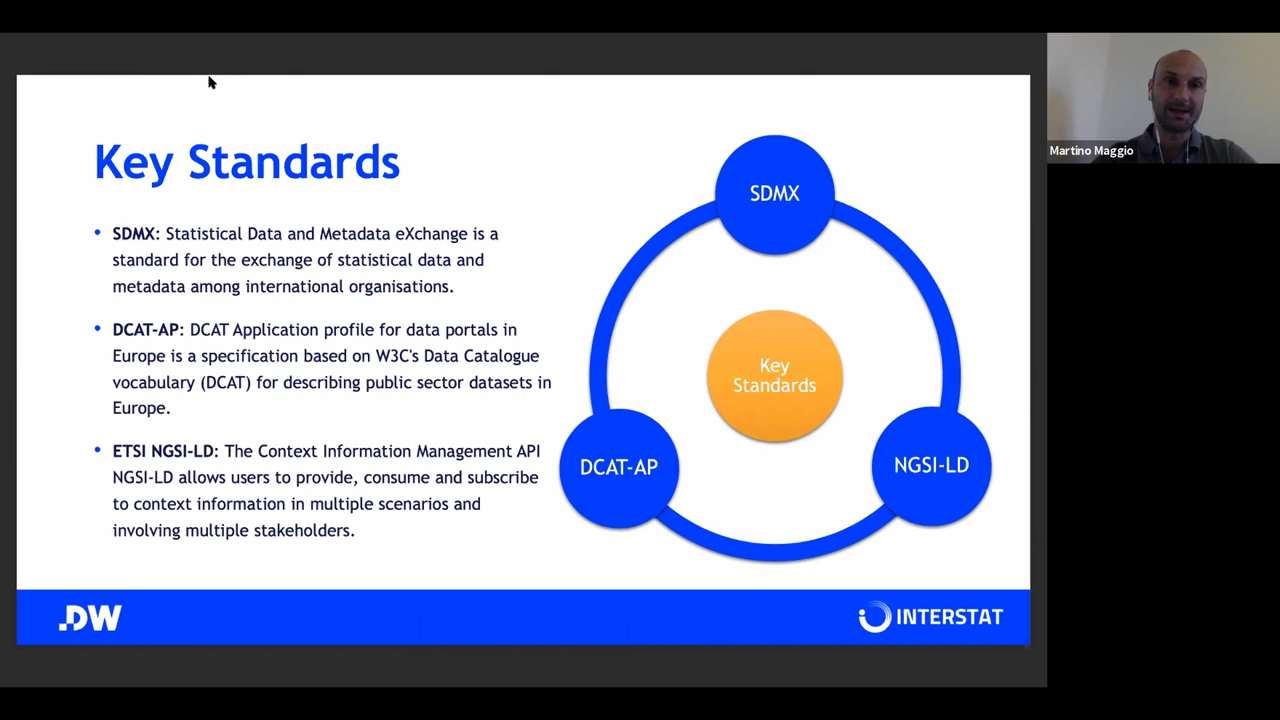 Key Standards
• SDMX: Statistical Data and Metadata eXchange is a
standard for the exchange of statistical data and
metadata among international organisations.
• DCAT-AP: DCAT Application profile for data portals in
Europe is a specification based on W3C's Data Catalogue
vocabulary (DCAT) for describing public sector datasets in
Europe.
• ETSI NGSI-LD: The Context Information Management API
NGSI-LD allows users to provide, consume and subscribe
to context information in multiple scenarios and
involving multiple stakeholders.
SDMX
Key
Standards
DCAT-AP
NGSI-LD
.DW
INTERSTAT
Martino Maggio